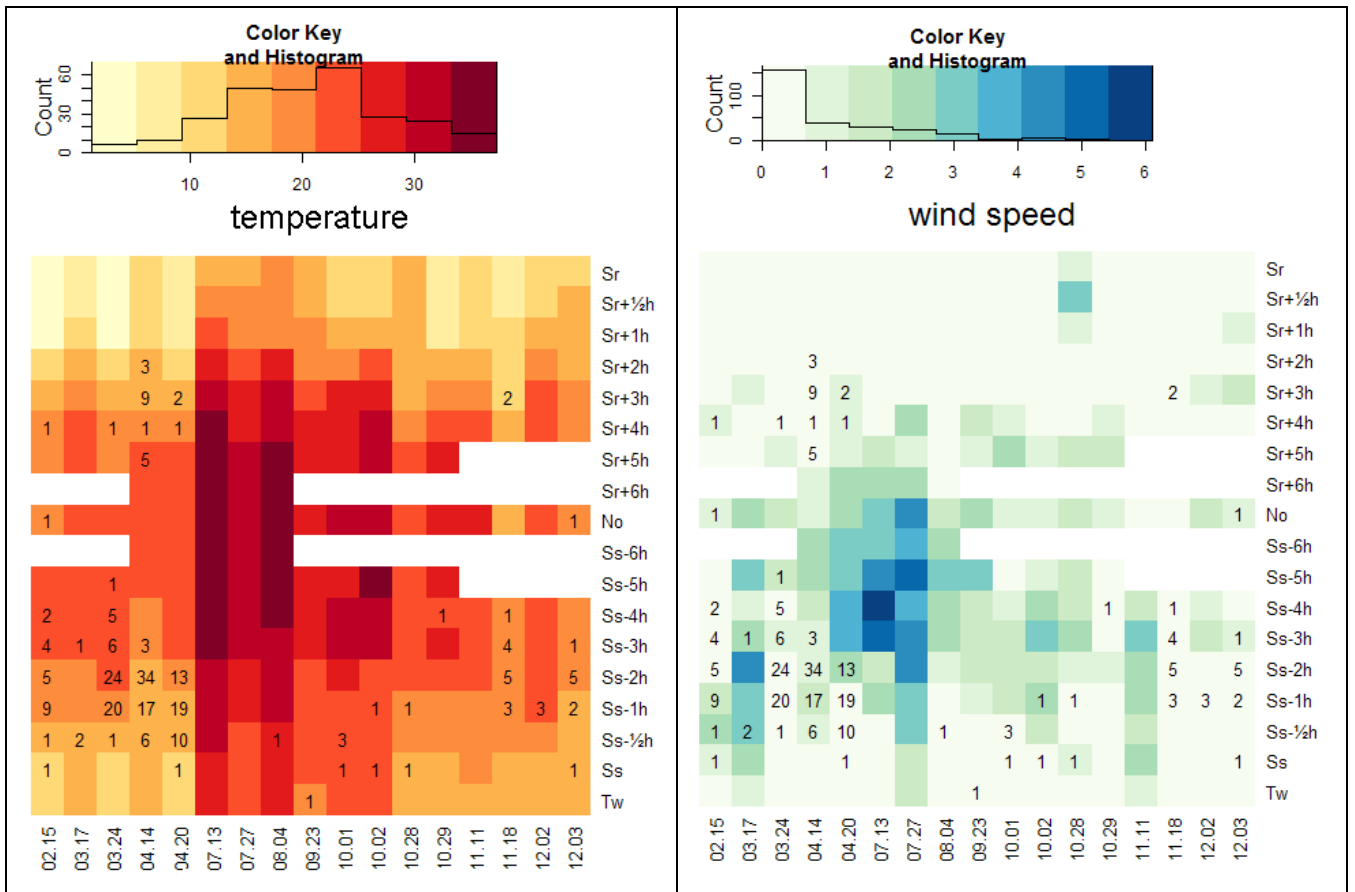 Color Key
and Histogram
Count
0
30
60
10 20 30
temperature
Sr
Sr+½h
Sr+1h
3 Sr+2h
9 2 2 Sr+3h
1 1 1 1 Sr+4h
5 Sr+5h
Sr+6h
1 1 No
Ss-6h
1 Ss-5h
2 5 1 1 Ss-4h
4 1 6 3 4 1 Ss-3h
5 24 34 13 5 5 Ss-2h
9 20 17 19 1 1 3 3 2 Ss-1h
1 2 1 6 10 1 3 Ss-½h
1 1 1 1 1 1 Ss
1 Tw
02.15 03.17 03.24 04.14 04.20 07.13 07.27 08.04 09.23 10.01 10.02 10.28 10.29 11.11 11.18 12.02 12.03
Color Key
and Histogram
Count
0
100
0 1 2 3 4 5 6
wind speed
Sr
Sr+½h
Sr+1h
3 Sr+2h
9 2 2 Sr+3h
1 1 1 1 Sr+4h
5 Sr+5h
Sr+6h
1 1 No
Ss-6h
1 Ss-5h
2 5 1 1 Ss-4h
4 1 6 3 4 1 Ss-3h
5 24 34 13 5 5 Ss-2h
9 20 17 19 1 1 3 3 2 Ss-1h
1 2 1 6 10 1 3 Ss-½h
1 1 1 1 1 1 Ss
1 Tw
02.15 03.17 03.24 04.14 04.20 07.13 07.27 08.04 09.23 10.01 10.02 10.28 10.29 11.11 11.18 12.02 12.03